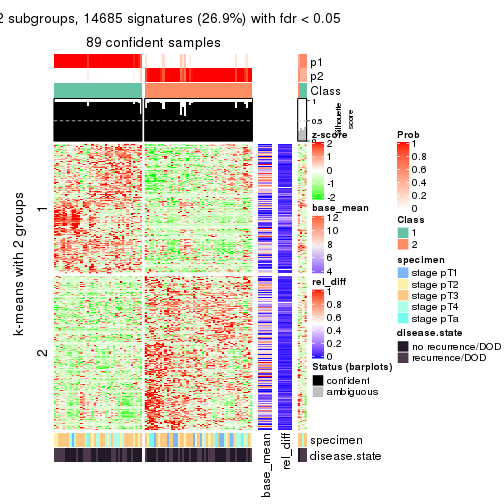 2 subgroups, 14685 signatures (26.9%) with fdr < 0.05
89 confident samples
p1
p2
Class
1
0.5
0
Silhouette
score
k-means with 2 groups
1
2
z-score
2
1
0
-1
-2
base_mean
12
10
8
6
4
rel_diff
1
0.8
0.6
0.4
0.2
0
Status (barplots)
confident
ambiguous
Prob
1
0.8
0.6
0.4
0.2
0
Class
1
2
specimen
stage pT1
stage pT2
stage pT3
stage pT4
stage pTa
disease.state
no recurrence/DOD
recurrence/DOD
specimen
disease.state
base_mean
rel_diff